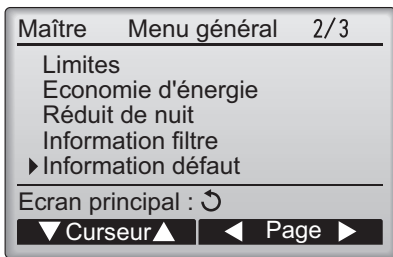 Maître Menu général 2/3
Limites
Economie d'énergie
Réduit de nuit
Information filtre
Information défaut
Ecran principal :
Curseur Page